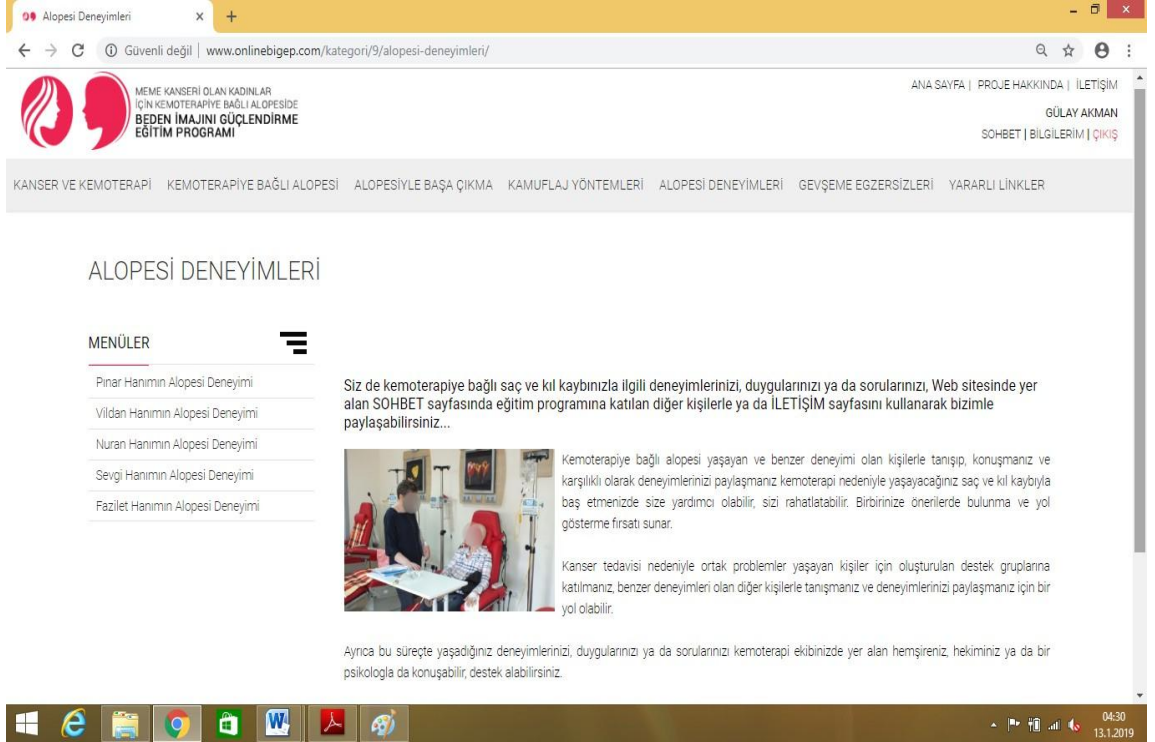 Alopesi Deneyimleri
Güvenli değil | www.onlinebigep.com/kategori/9/alopesi-deneyimleri/
MEME KANSERİ OLAN KADINLAR
İÇİN KEMOTERAPİYE BAĞLI ALOPESİDE
BEDEN İMAJINI GÜÇLENDİRME
EĞİTİM PROGRAMI
ANA SAYFA | PROJE HAKKINDA | İLETİŞİM
GÜLAY AKMAN
SOHBET | BİLGİLERİM | ÇIKIŞ
KANSER VE KEMOTERAPİ KEMOTERAPİYE BAĞLI ALOPESİ ALOPESİYLE BAŞA ÇIKMA KAMUFLAJ YÖNTEMLERİ ALOPESİ DENEYİMLERİ GEVŞEME EGZERSİZLERİ YARARLI LİNKLER
ALOPESİ DENEYİMLERİ
MENÜLER
Pınar Hanımın Alopesi Deneyimi
Vildan Hanımın Alopesi Deneyimi
Nuran Hanımın Alopesi Deneyimi
Sevgi Hanımın Alopesi Deneyimi
Fazilet Hanımın Alopesi Deneyimi
Siz de kemoterapiye bağlı saç ve kıl kaybınızla ilgili deneyimlerinizi, duygularınızı ya da sorularınızı, Web sitesinde yer
alan SOHBET sayfasında eğitim programına katılan diğer kişilerle ya da İLETİŞİM sayfasını kullanarak bizimle
paylaşabilirsiniz...
Kemoterapiye bağlı alopesi yaşayan ve benzer deneyimi olan kişilerle tanışıp, konuşmanız ve
karşılıklı olarak deneyimlerinizi paylaşmanız kemoterapi nedeniyle yaşayacağınız saç ve kıl kaybıyla
baş etmenizde size yardımcı olabilir, sizi rahatlatabilir. Birbirinize önerilerde bulunma ve yol
gösterme fırsatı sunar.
Kanser tedavisi nedeniyle ortak problemler yaşayan kişiler için oluşturulan destek gruplarına
katılmanız, benzer deneyimleri olan diğer kişilerle tanışmanız ve deneyimlerinizi paylaşmanız için bir
yol olabilir.
Ayrıca bu süreçte yaşadığınız deneyimlerinizi, duygularınızı ya da sorularınızı kemoterapi ekibinizde yer alan hemşireniz, hekiminiz ya da bir
psikologla da konuşabilir, destek alabilirsiniz.
04:30
13.1.2019